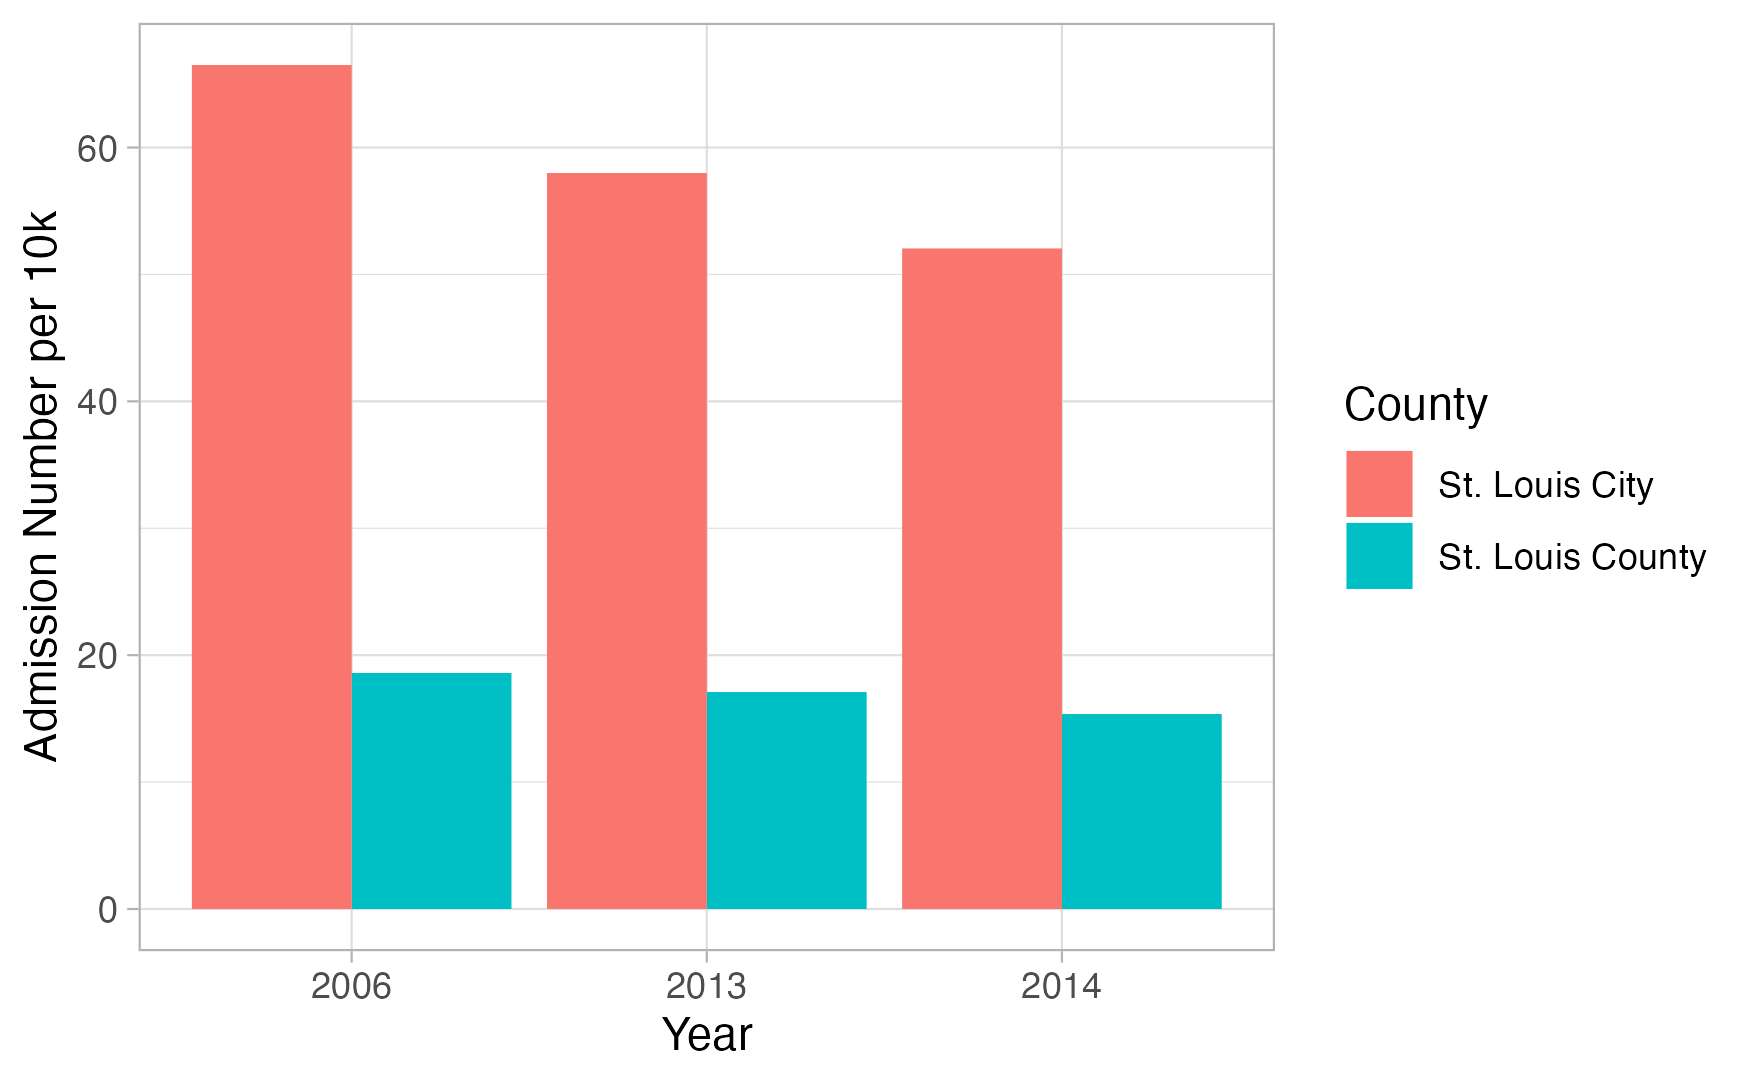 Admission Number per 10k
60
40
20
0
2006 2013 2014
Year
County
St. Louis City
St. Louis County